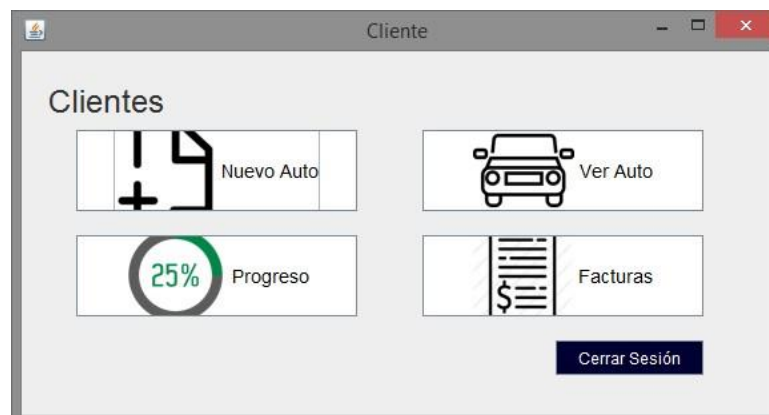 Cliente
Clientes
Nuevo Auto
Ver Auto
25% Progreso
$ Facturas
Cerrar Sesión